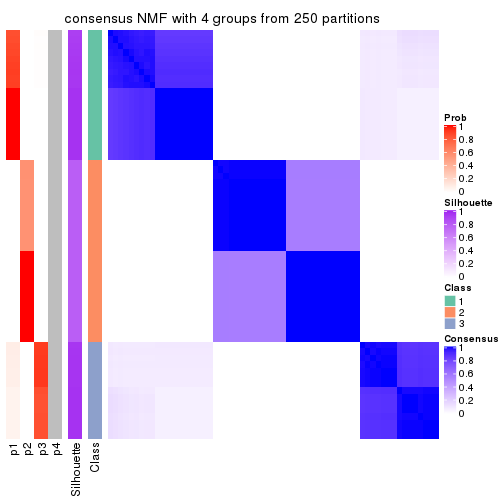 consensus NMF with 4 groups from 250 partitions
Prob
1
0.8
0.6
0.4
0.2
0
Silhouette
1
0.8
0.6
0.4
0.2
0
Class
1
2
3
Consensus
1
0.8
0.6
0.4
0.2
0
p1
p2
p3
p4
Silhouette
Class